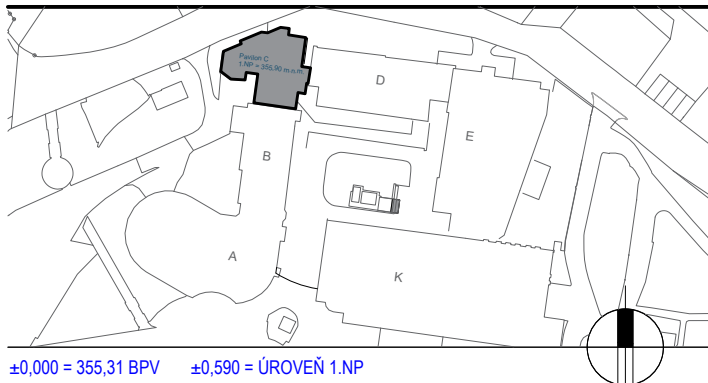 Pavilon C
1.NP = 355,90 m.n.m.
D
E
B
A
K
±0,000 = 355,31 BPV ±0,590 = ÚROVEŇ 1.NP